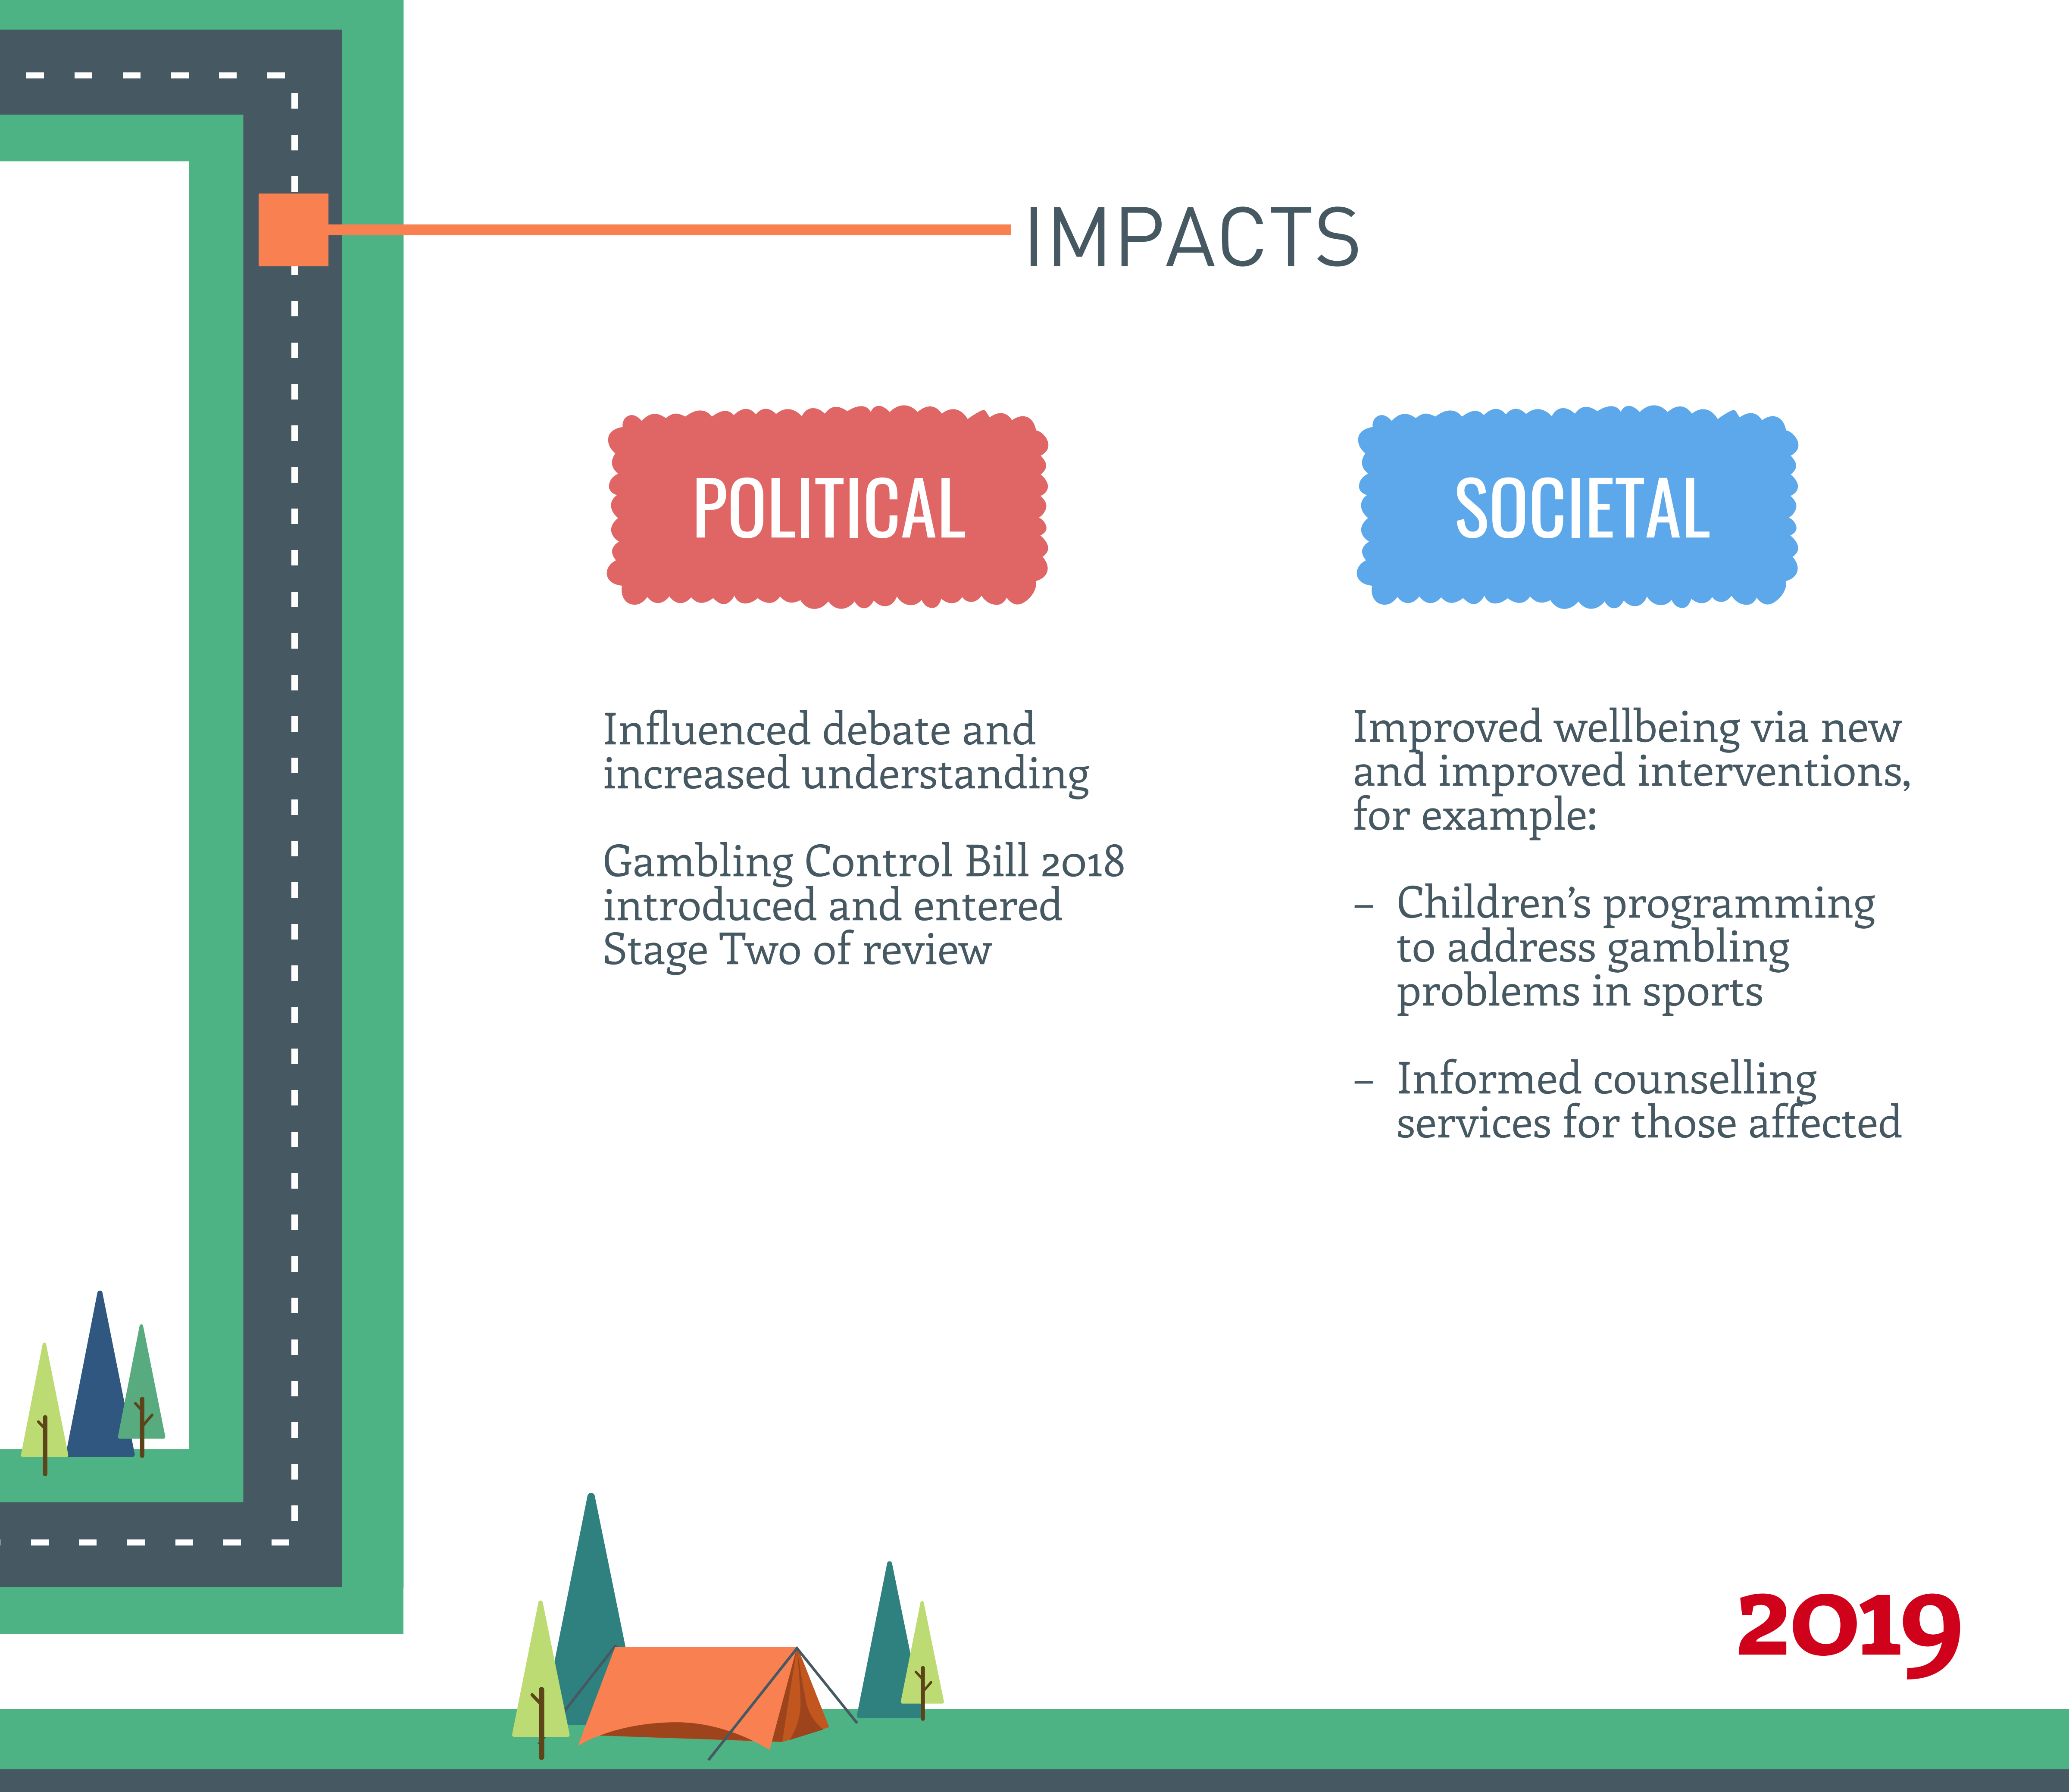 IMPACTS
POLITICAL
Influenced debate and
increased understanding
Gambling Control Bill 2018
introduced and entered
Stage Two of review
SOCIETAL
Improved wellbeing via new
and improved interventions,
for example:
– Children’s programming
to address gambling
problems in sports
– Informed counselling
services for those affected
2019